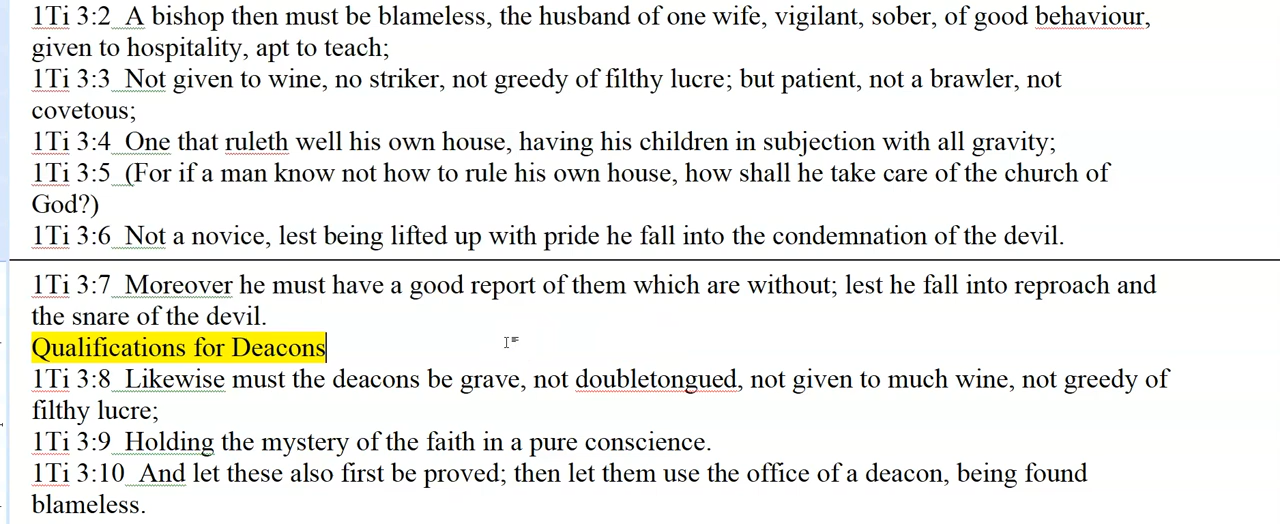 1Ti 3:2  A bishop then must be blameless, the husband of one wife, vigilant, sober, of good behaviour,
given to hospitality, apt to teach;
1Ti 3:3  Not given to wine, no striker, not greedy of filthy lucre; but patient, not a brawler, not
covetous;
1Ti 3:4  One that ruleth well his own house, having his children in subjection with all gravity;
1Ti 3:5  (For if a man know not how to rule his own house, how shall he take care of the church of
God?)
1Ti 3:6  Not a novice, lest being lifted up with pride he fall into the condemnation of the devil.
1Ti 3:7  Moreover he must have a good report of them which are without; lest he fall into reproach and
the snare of the devil.
Qualifications for Deacons
1Ti 3:8  Likewise must the deacons be grave, not doubletongued, not given to much wine, not greedy of
filthy lucre;
1Ti 3:9  Holding the mystery of the faith in a pure conscience.
1Ti 3:10  And let these also first be proved; then let them use the office of a deacon, being found
blameless.